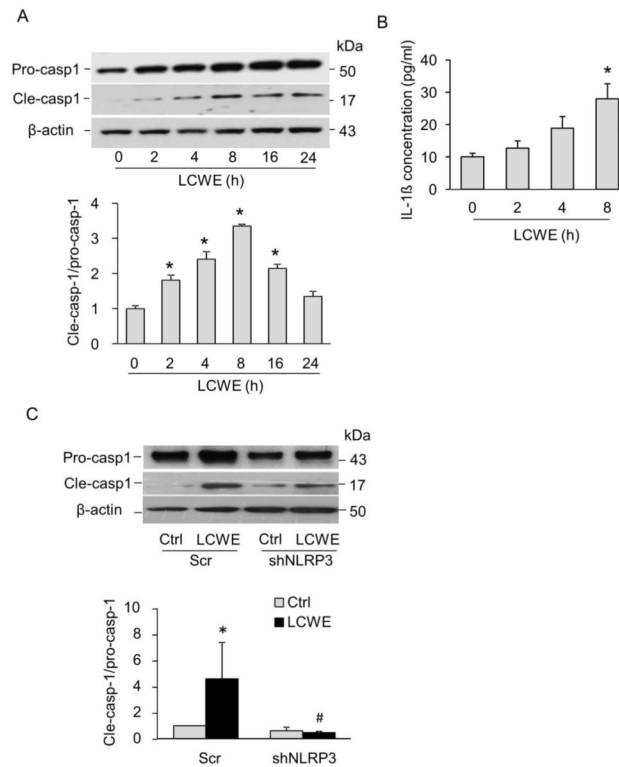 A
kDa
Pro-casp1
50
Cle-casp1
17
β-actin
43
0 2 4 8 16 24
LCWE (h)
Cle-casp-1/pro-casp-1
4
3
2
1
0
* * * *
0 2 4 8 16 24
LCWE (h)
B
IL-1ß concentration (pg/ml)
50
40
30
20
10
0
*
0 2 4 8
LCWE (h)
C
kDa
Pro-casp1
43
Cle-casp1
17
β-actin
50
Ctrl LCWE Ctrl LCWE
Scr shNLRP3
Cle-casp-1/pro-casp-1
10
8
6
4
2
0
Ctrl
LCWE
*
#
Scr shNLRP3